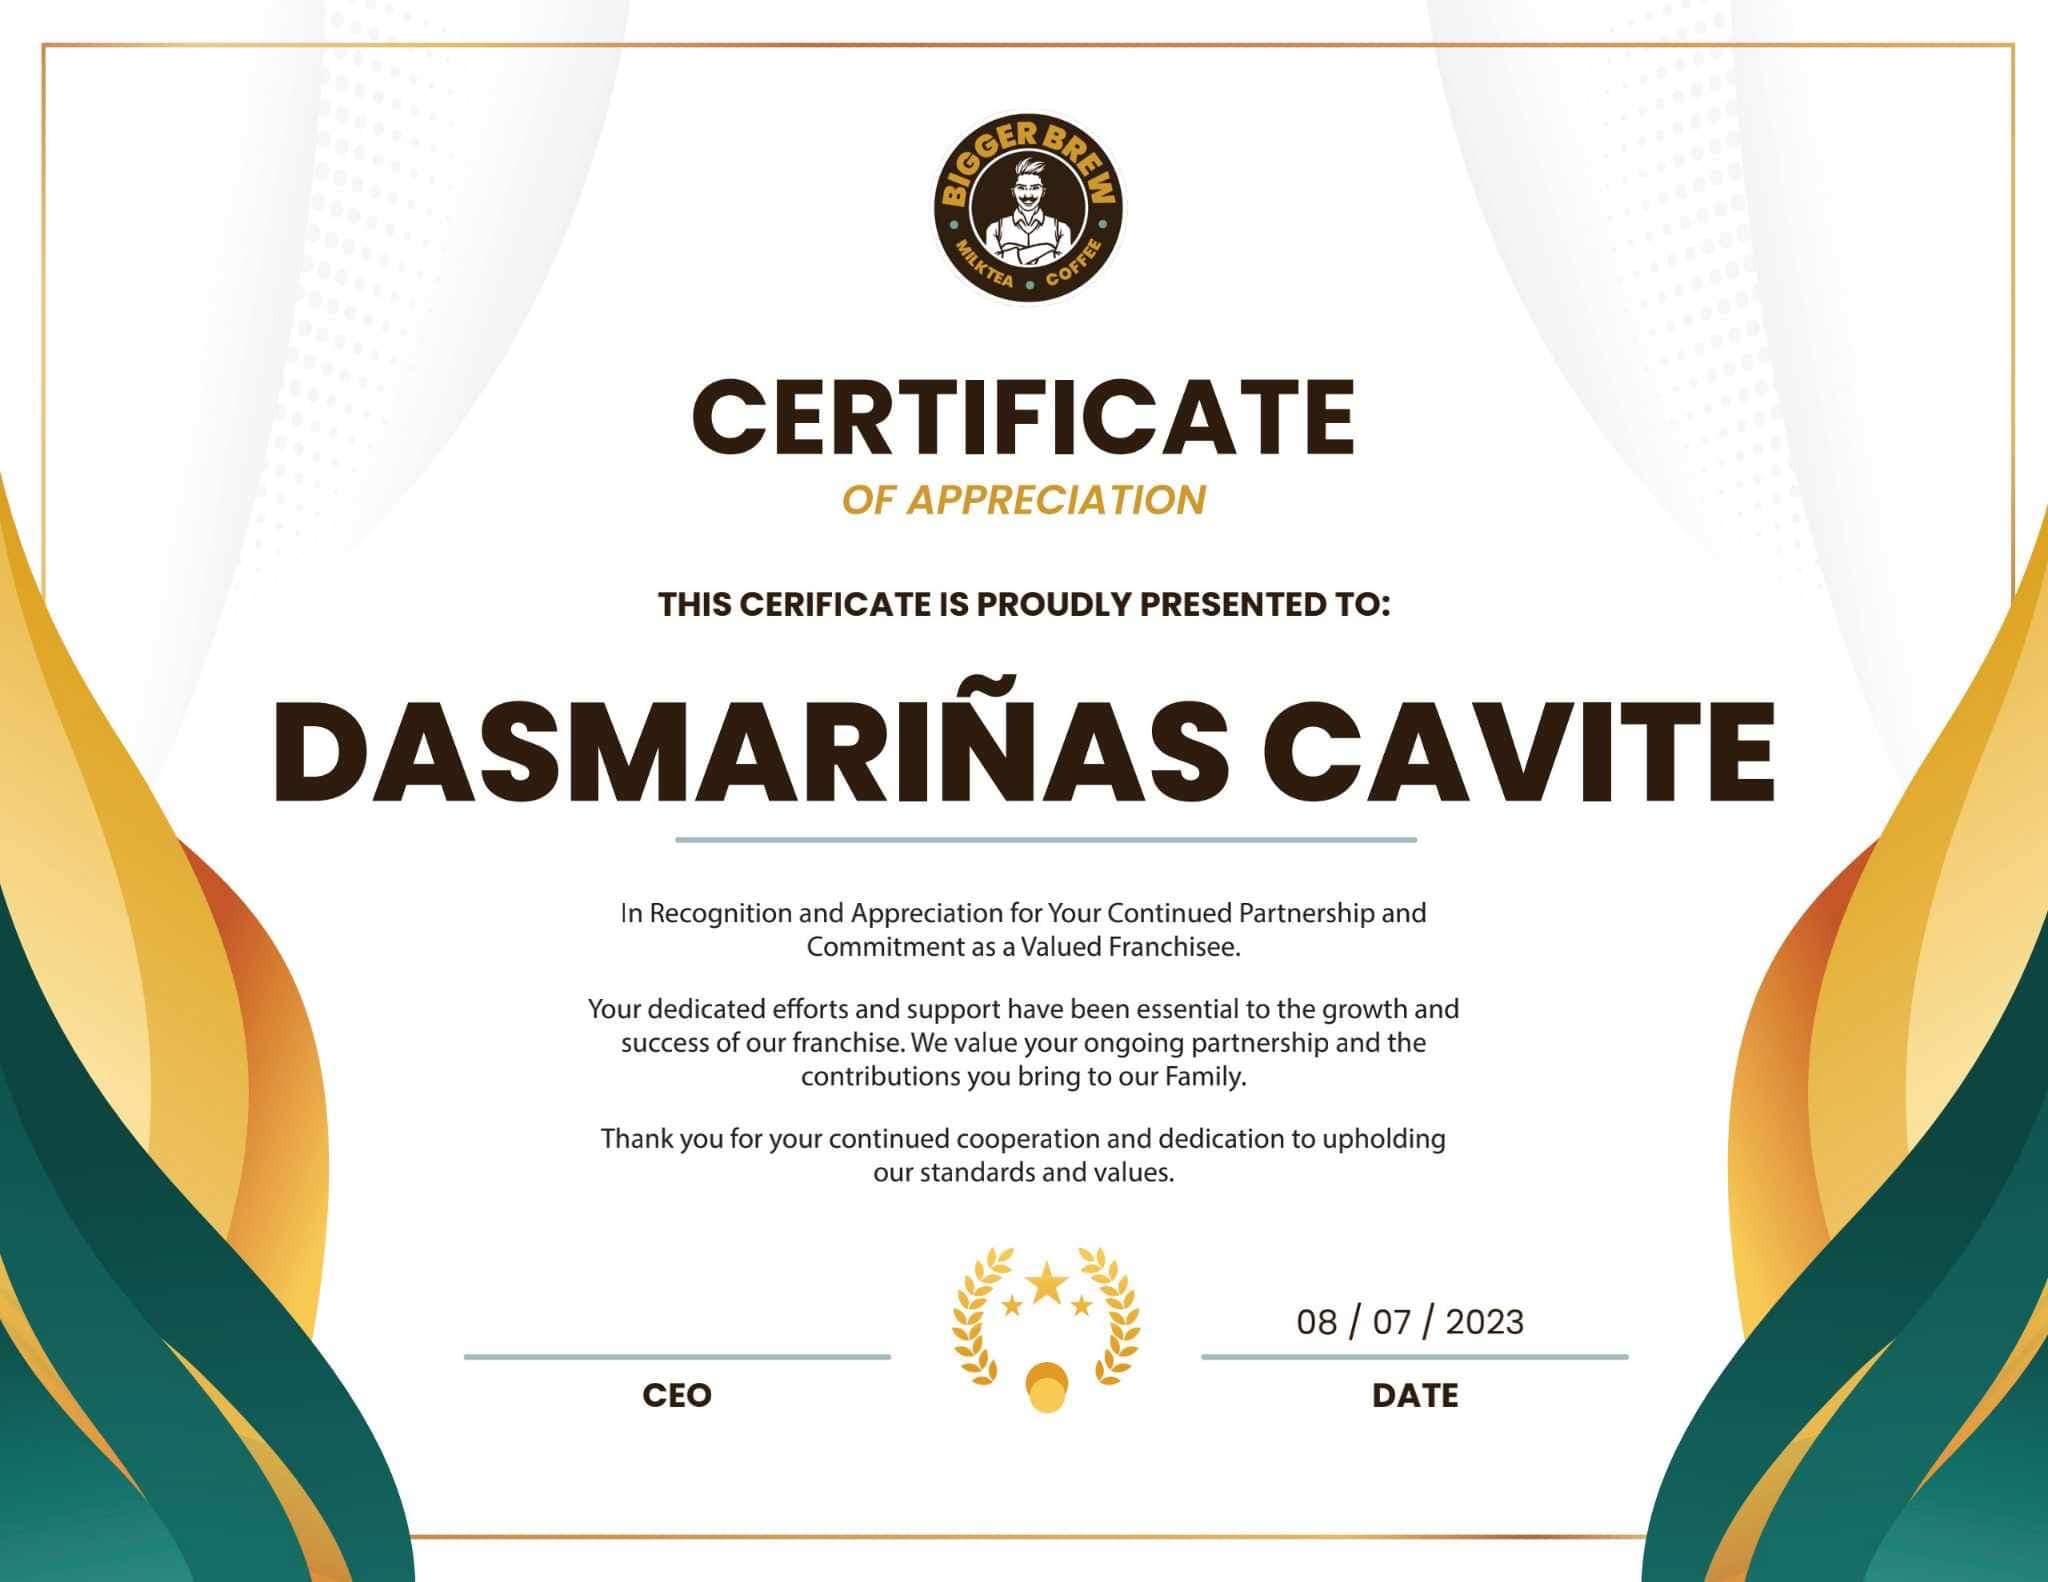 BIGGER BREW
MILKTEA • COFFEE
CERTIFICATE
OF APPRECIATION
THIS CERIFICATE IS PROUDLY PRESENTED TO:
DASMARIÑAS CAVITE
In Recognition and Appreciation for Your Continued Partnership and
Commitment as a Valued Franchisee.
Your dedicated efforts and support have been essential to the growth and
success of our franchise. We value your ongoing partnership and the
contributions you bring to our Family.
Thank you for your continued cooperation and dedication to upholding
our standards and values.
08 / 07 / 2023
CEO
DATE